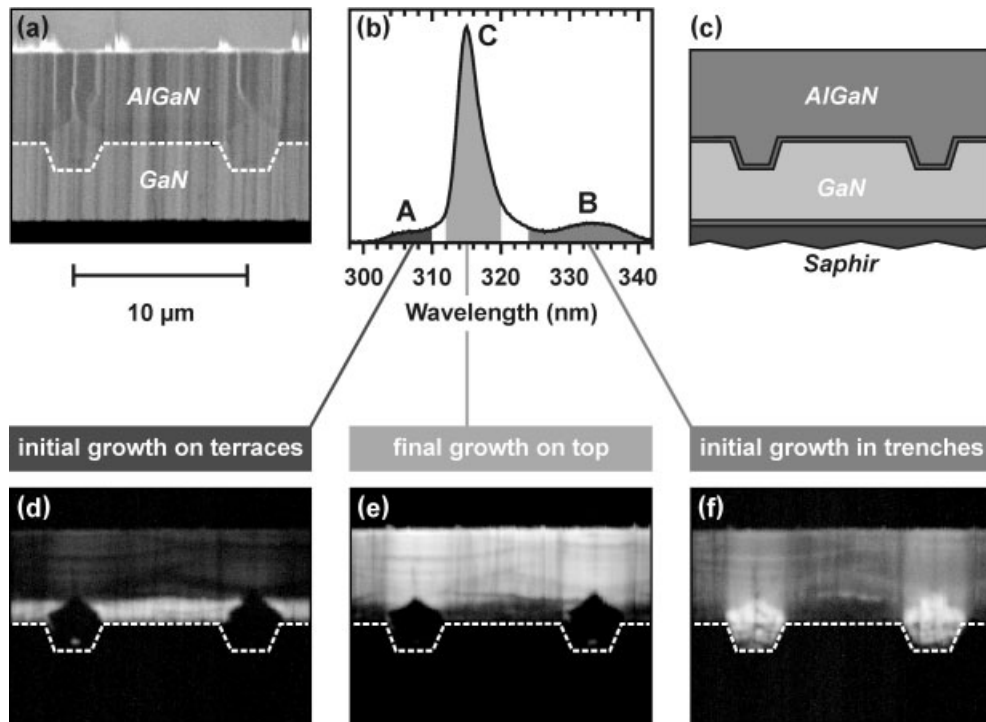 (a)
AlGaN
GaN
10 µm
(b)
C
A
B
300 310 320 330 340
Wavelength (nm)
(c)
AlGaN
GaN
Saphir
initial growth on terraces
final growth on top
initial growth in trenches
(d)
(e)
(f)